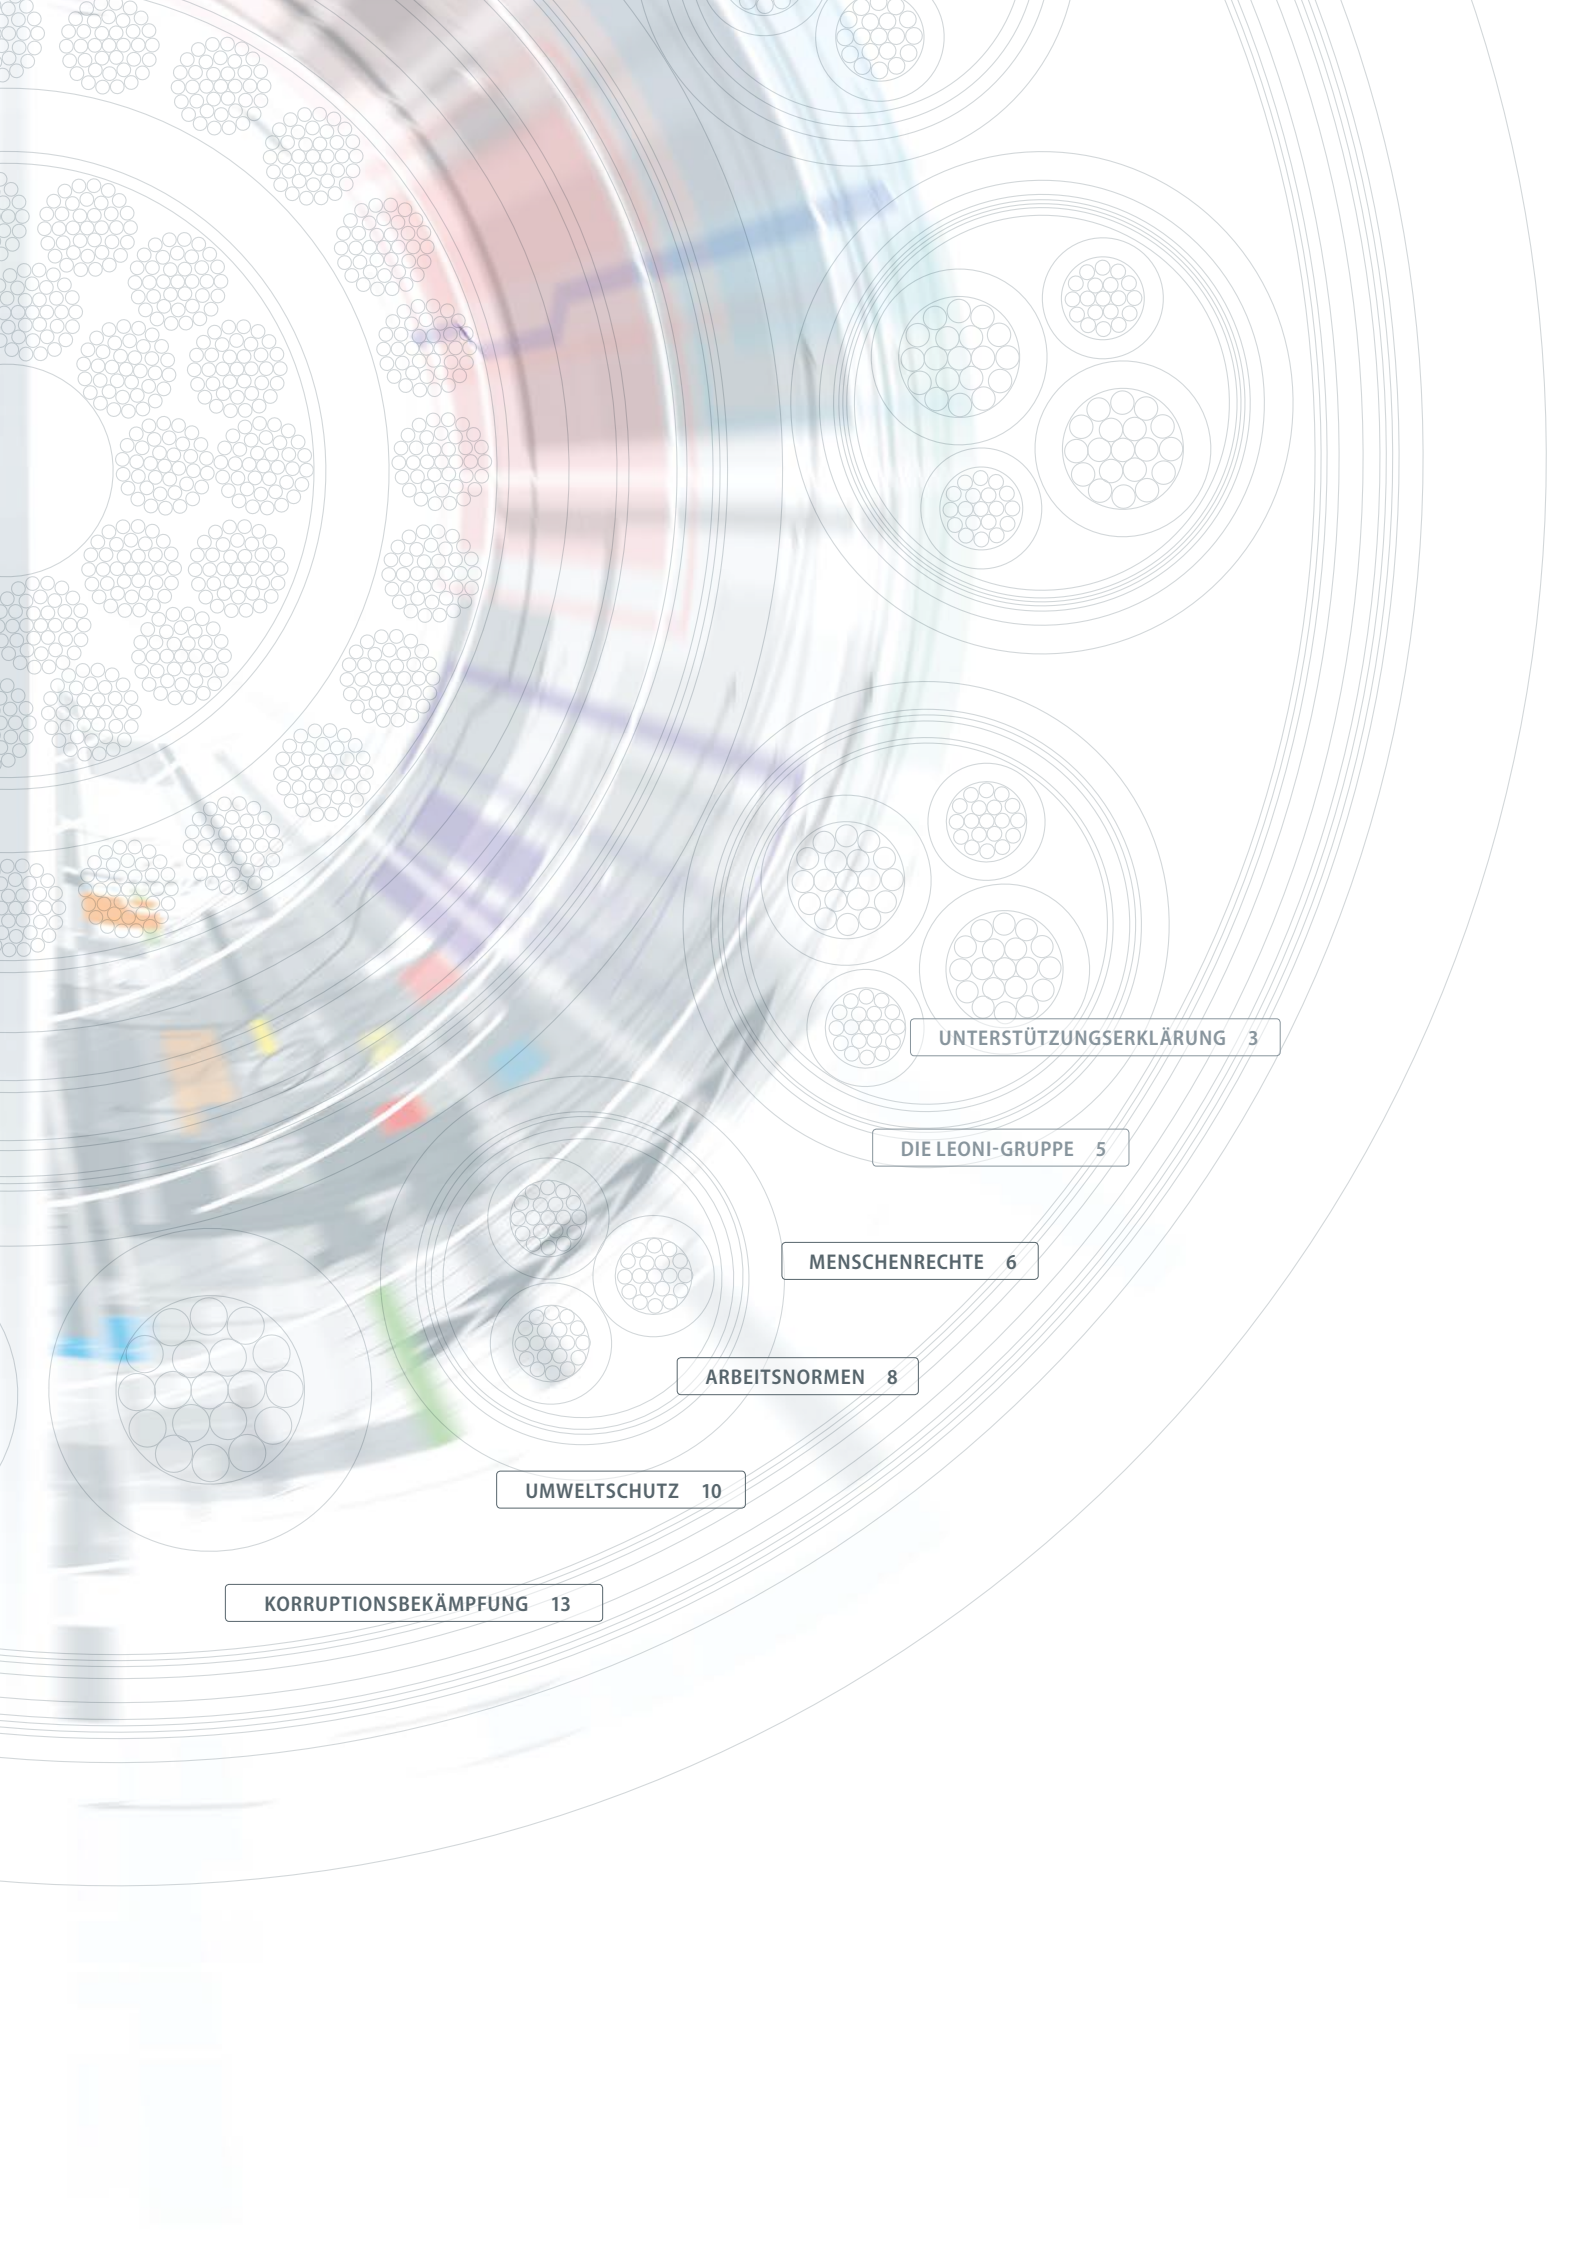 UNTERSTÜTZUNGSERKLÄRUNG 3
DIE LEONI-GRUPPE 5
MENSCHENRECHTE 6
ARBEITSNORMEN 8
UMWELTSCHUTZ 10
KORRUPTIONSBEKÄMPFUNG 13